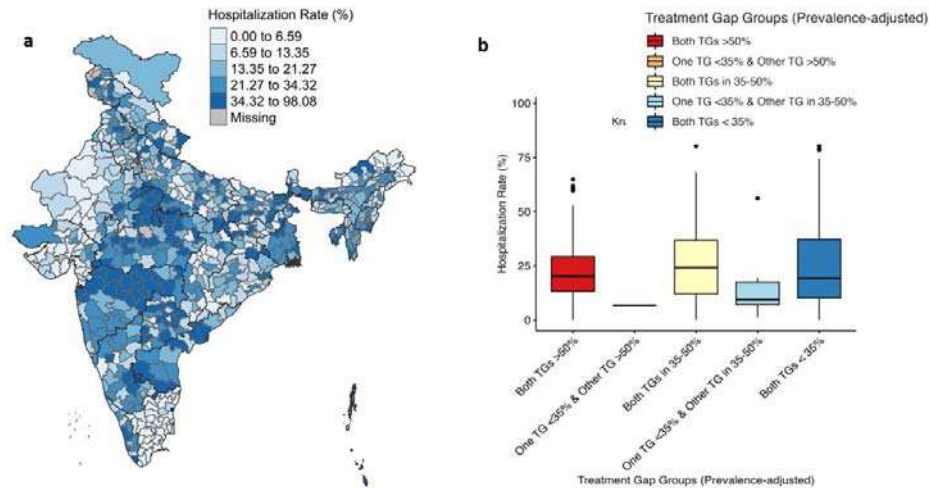 a
Hospitalization Rate (%)
0.00 to 6.59
6.59 to 13.35
13.35 to 21.27
21.27 to 34.32
34.32 to 98.08
Missing
b
Treatment Gap Groups (Prevalence-adjusted)
Both TGs >50%
One TG <35% & Other TG >50%
Both TGs in 35-50%
One TG <35% & Other TG in 35-50%
Both TGs < 35%
Kru
100
75
50
25
0
Hospitalization Rate (%)
Both TGs >50%
One TG <35% & Other TG >50%
Both TGs in 35-50%
One TG <35% & Other TG in 35-50%
Both TGs < 35%
Treatment Gap Groups (Prevalence-adjusted)